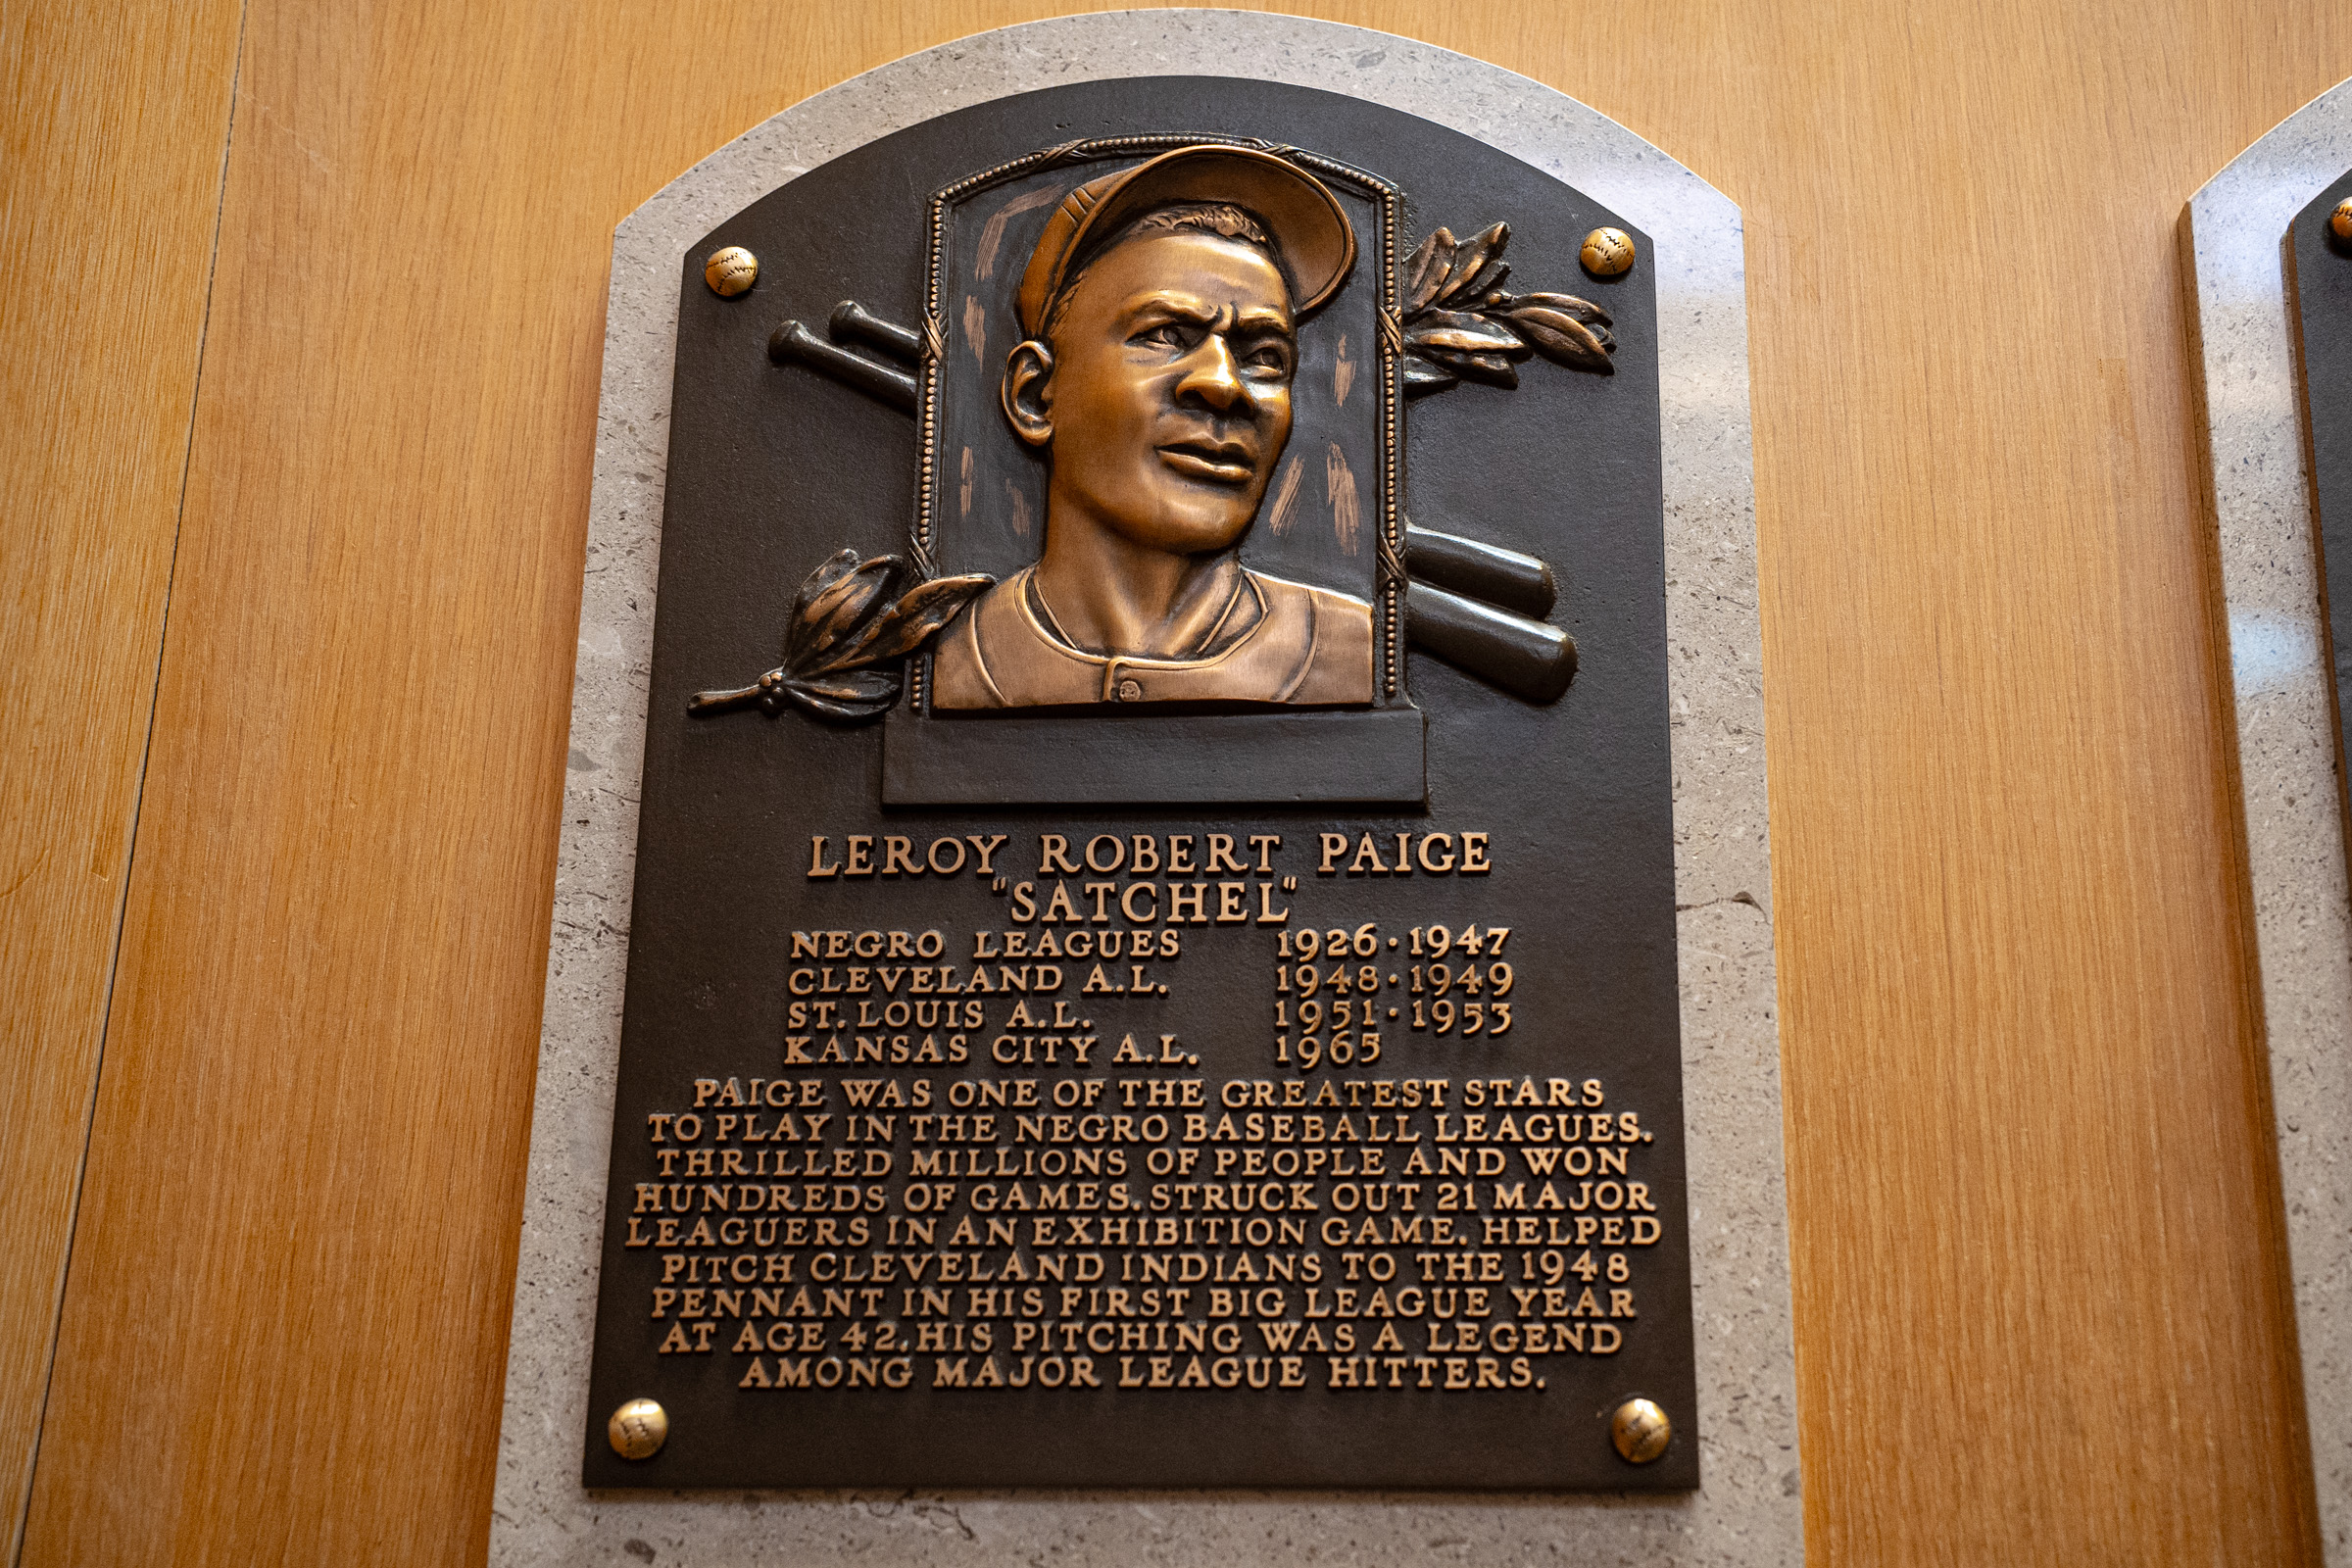 LEROY ROBERT PAIGE
"SATCHEL"
NEGRO LEAGUES 1926·1947
CLEVELAND A.L. 1948·1949
ST. LOUIS A.L. 1951·1953
KANSAS CITY A.L. 1965
PAIGE WAS ONE OF THE GREATEST STARS
TO PLAY IN THE NEGRO BASEBALL LEAGUES.
THRILLED MILLIONS OF PEOPLE AND WON
HUNDREDS OF GAMES. STRUCK OUT 21 MAJOR
LEAGUERS IN AN EXHIBITION GAME. HELPED
PITCH CLEVELAND INDIANS TO THE 1948
PENNANT IN HIS FIRST BIG LEAGUE YEAR
AT AGE 42. HIS PITCHING WAS A LEGEND
AMONG MAJOR LEAGUE HITTERS.